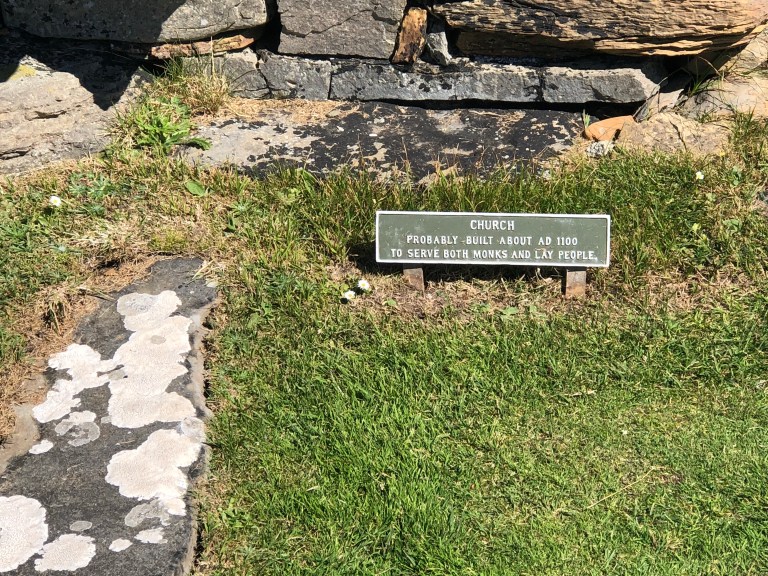 CHURCH
PROBABLY BUILT ABOUT AD 1100
TO SERVE BOTH MONKS AND LAY PEOPLE.